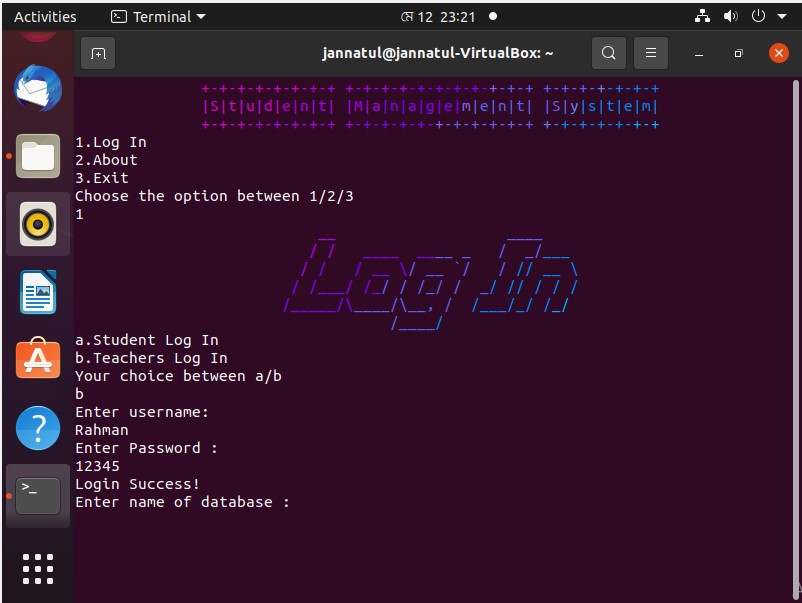 Activities Terminal মে 12 23:21
jannatul@jannatul-VirtualBox: ~
+-+-+-+-+-+-+-+ +-+-+-+-+-+-+-+-+-+-+ +-+-+-+-+-+-+
|S|t|u|d|e|n|t| |M|a|n|a|g|e|m|e|n|t| |S|y|s|t|e|m|
+-+-+-+-+-+-+-+ +-+-+-+-+-+-+-+-+-+-+ +-+-+-+-+-+-+
1.Log In
2.About
3.Exit
Choose the option between 1/2/3
1
Log In
a.Student Log In
b.Teachers Log In
Your choice between a/b
b
Enter username:
Rahman
Enter Password :
12345
Login Success!
Enter name of database :